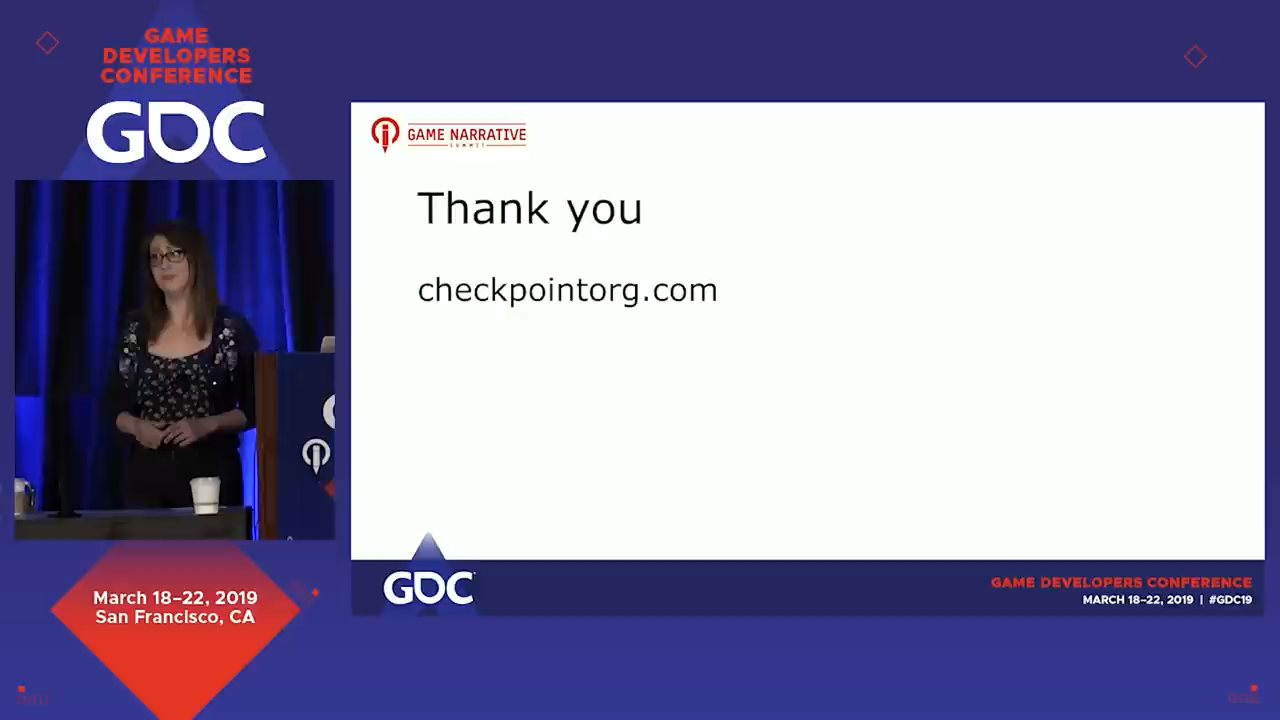 GAME
DEVELOPERS
CONFERENCE
GDC
GAME NARRATIVE
SUMMIT
Thank you
checkpointorg.com
March 18–22, 2019
San Francisco, CA
GDC
GAME DEVELOPERS CONFERENCE
MARCH 18–22, 2019 | #GDC19